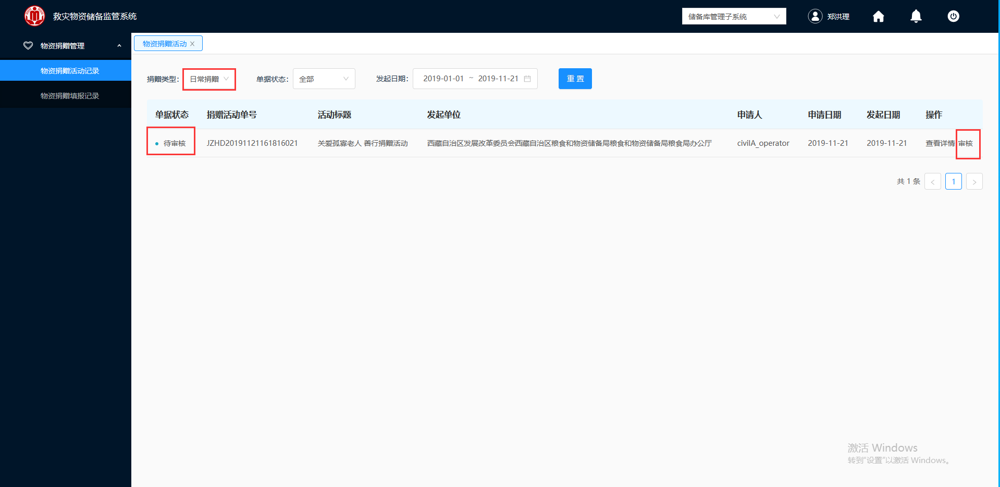 救灾物资储备监管系统
储备库管理子系统
郑洪理
物资捐赠管理
物资捐赠活动记录
物资捐赠填报记录
物资捐赠活动
捐赠类型： 日常捐赠 单据状态： 全部 发起日期： 2019-01-01 ~ 2019-11-21 重 置
单据状态 捐赠活动单号 活动标题 发起单位 申请人 申请日期 发起日期 操作
待审核 JZHD20191121161816021 关爱孤寡老人 善行捐赠活动 西藏自治区发展改革委员会西藏自治区粮食和物资储备局粮食和物资储备局粮食局办公厅 civilA_operator 2019-11-21 2019-11-21 查看详情 审核
共 1 条 < 1 >
激活 Windows
转到“设置”以激活 Windows。